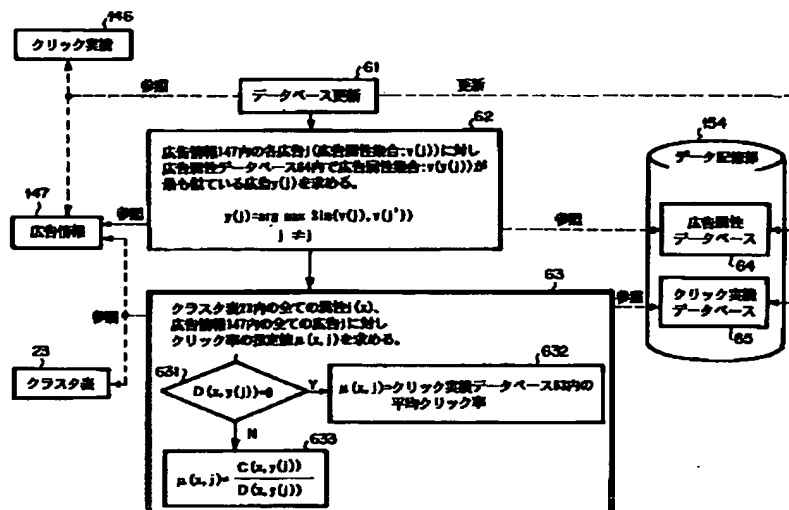 146
クリック実績
参照
61
データベース更新
更新
62
広告情報147内の各広告j(広告属性集合:v(j))に対し
広告属性データベース64内で広告属性集合:v(y(j))が
最も似ている広告y(j)を求める。
y(j)=arg max Sim(v(j),v(j'))
j ≠j
154
データ記憶部
147
広告情報
参照
参照
広告属性
データベース
64
63
クラスタ表23内の全ての属性i(x)、
広告情報147内の全ての広告jに対し
クリック率の推定値μ(x,j)を求める。
参照
参照
クリック実績
データベース
65
23
クラスタ表
631
D(x,y(j))=0
Y
632
μ(x,j)=クリック実績データベース内の
平均クリック率
N
633
μ(x,j)= C(x,y(j))
D(x,y(j))